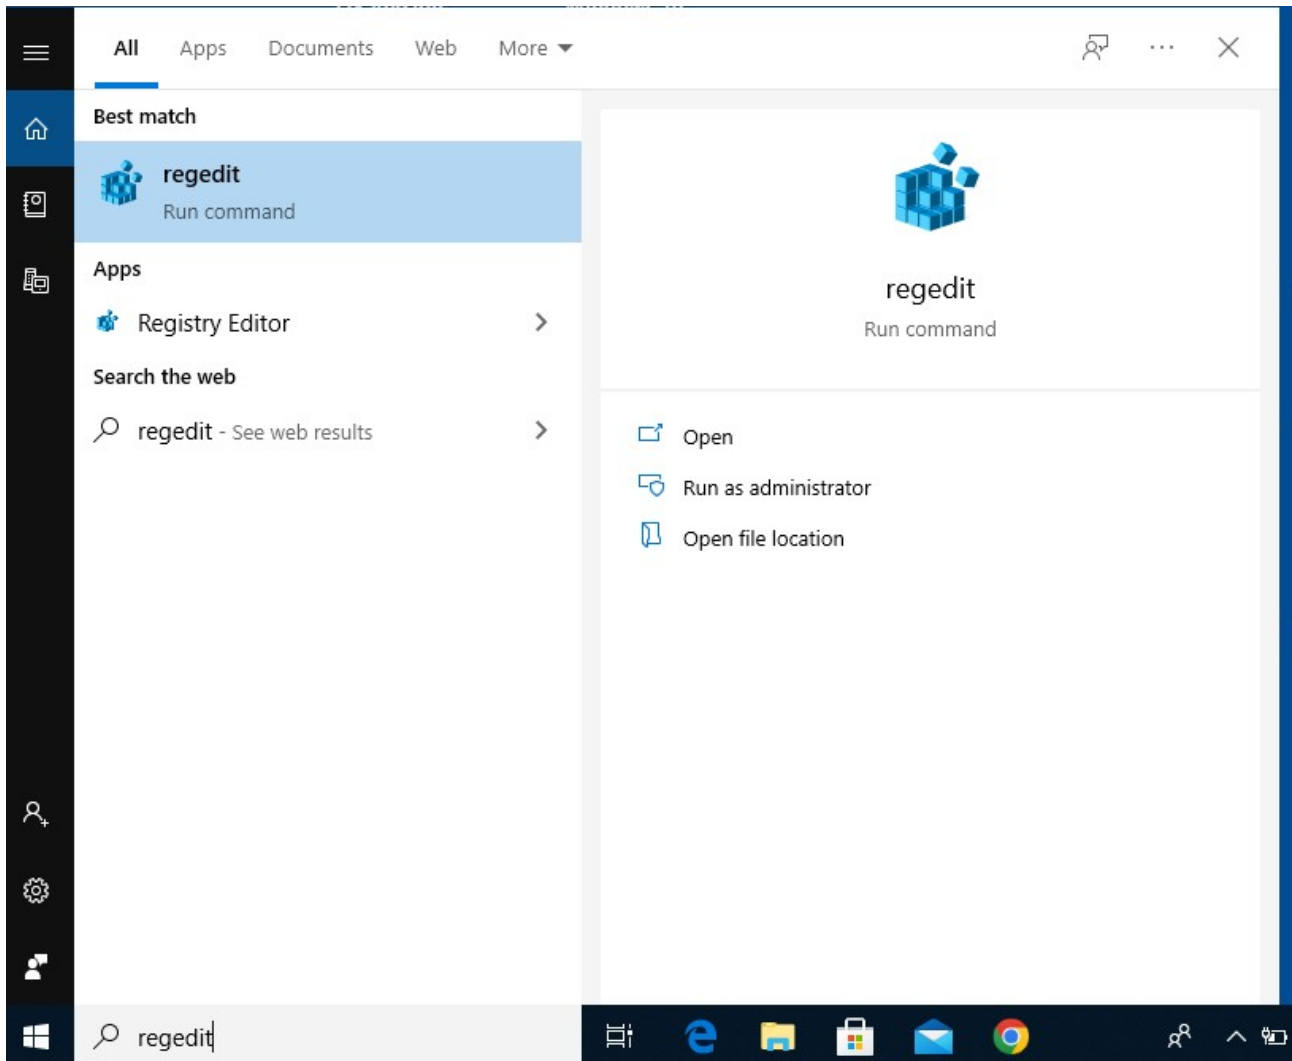 All Apps Documents Web More
Best match
regedit
Run command
Apps
Registry Editor
Search the web
regedit - See web results
regedit
Run command
Open
Run as administrator
Open file location
regedit